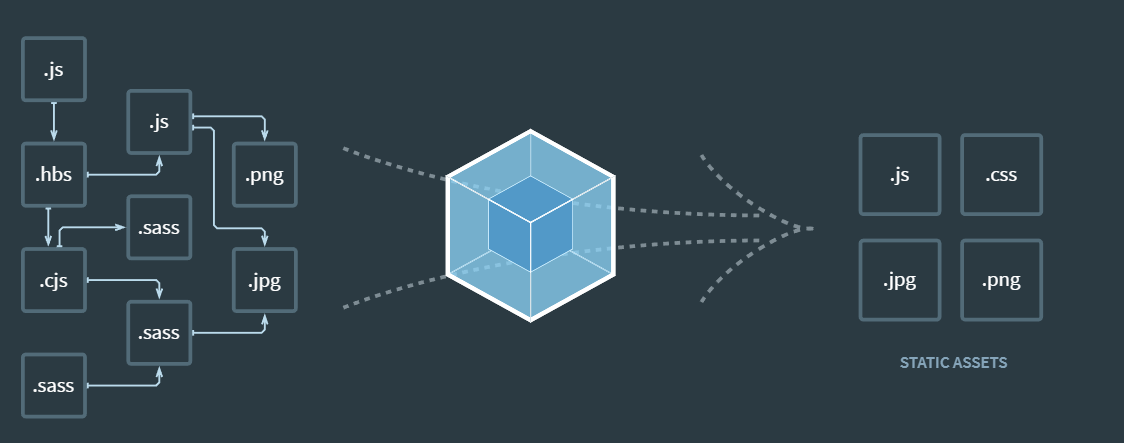 .js
.js
.hbs
.png
.sass
.cjs
.jpg
.sass
.sass
.js
.css
.jpg
.png
STATIC ASSETS